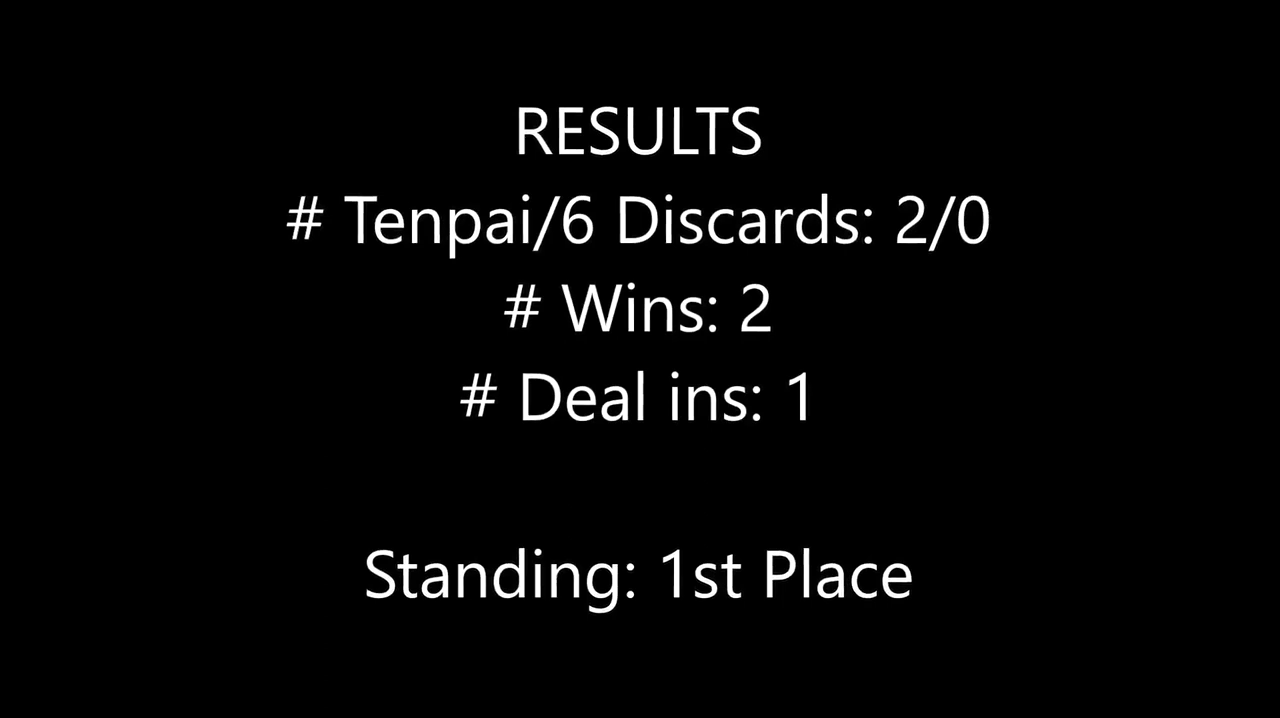 RESULTS
# Tenpai/6 Discards: 2/0
# Wins: 2
# Deal ins: 1
Standing: 1st Place